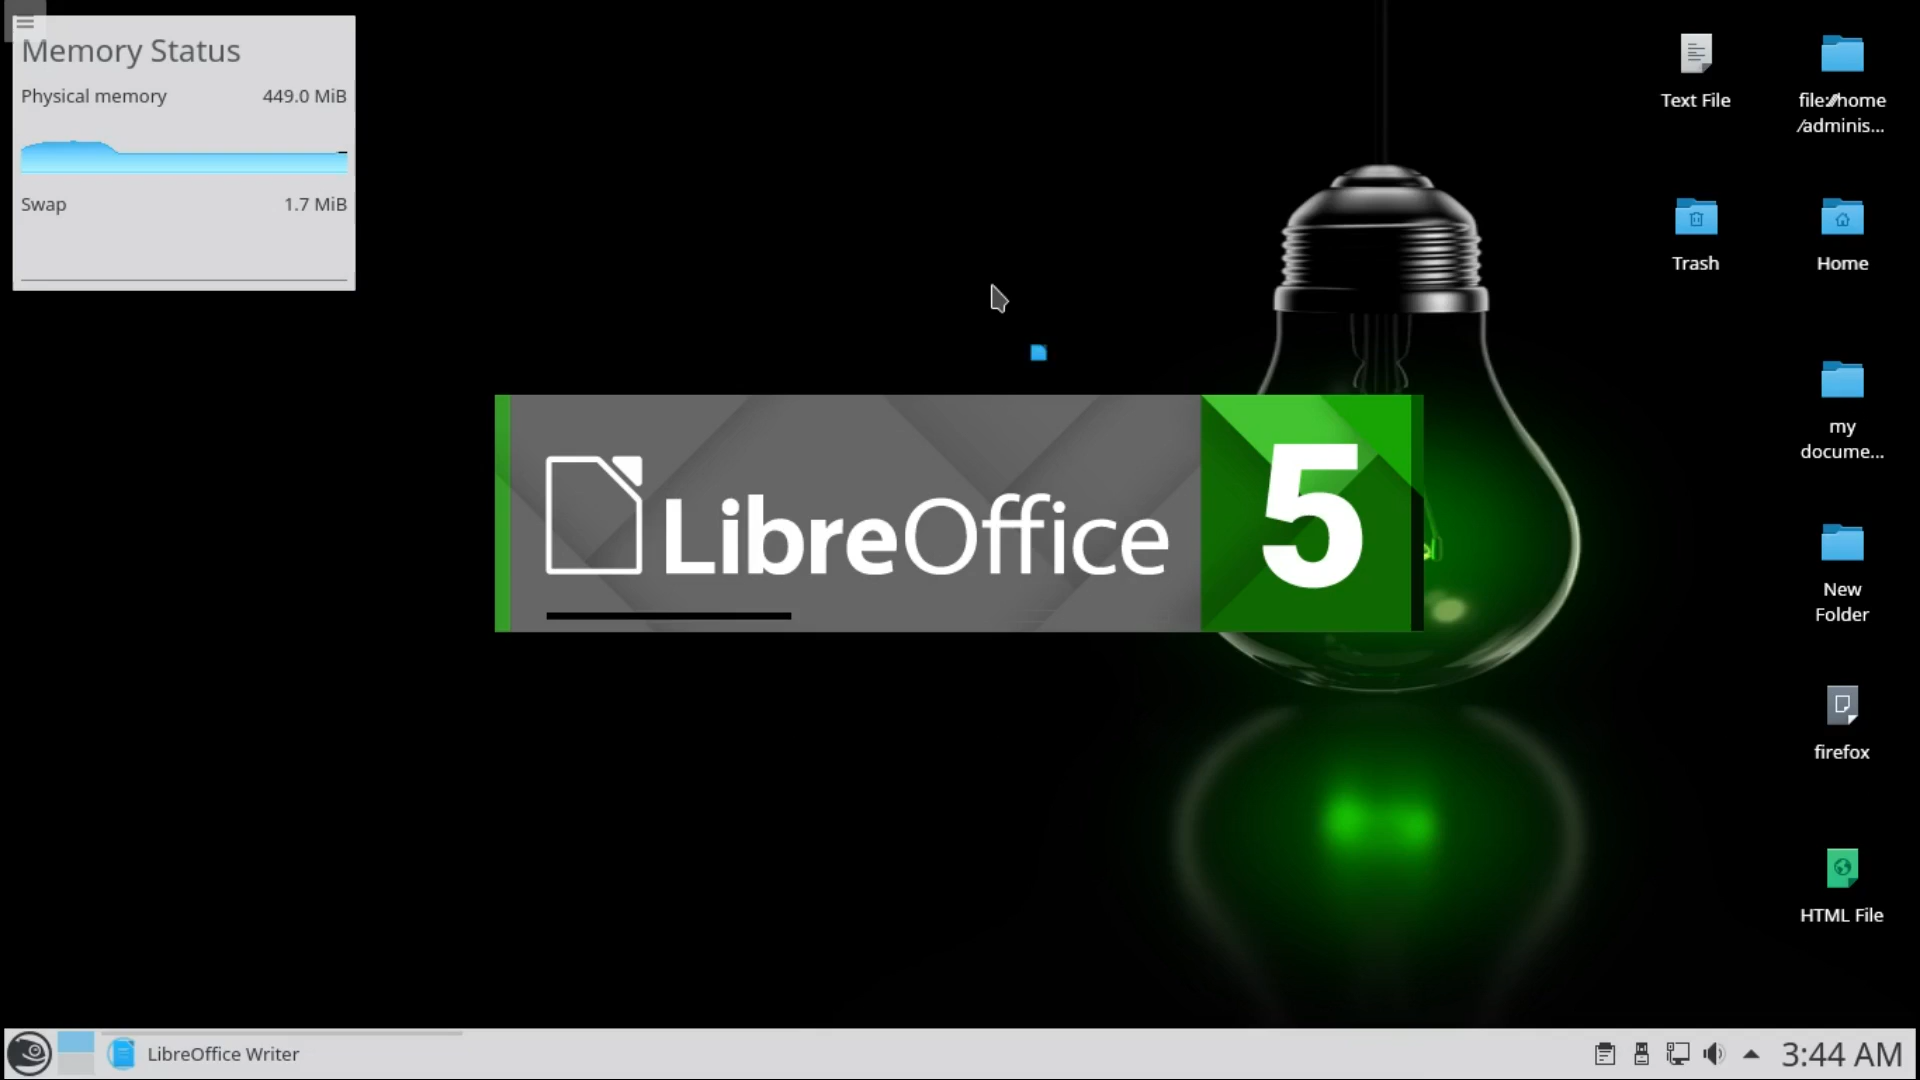 Memory Status
Physical memory 449.0 MiB
Swap 1.7 MiB
Text File
file://home
/adminis...
Trash
Home
LibreOffice 5
my
docume...
New
Folder
firefox
HTML File
LibreOffice Writer
3:44 AM